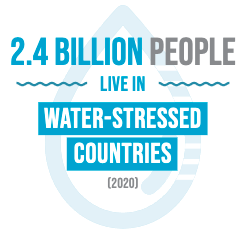 2.4 BILLION PEOPLE
LIVE IN
WATER-STRESSED
COUNTRIES
(2020)